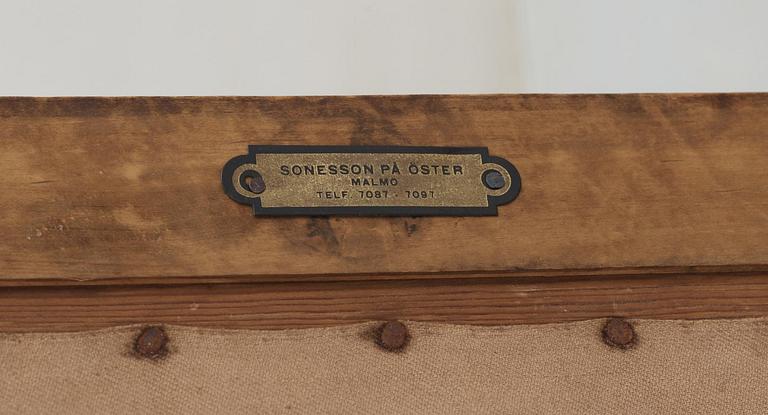 SONESSON PÅ ÖSTER
MALMÖ
TELF. 7087 - 7097